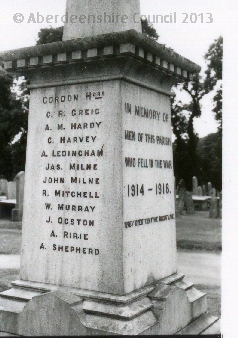 © Aberdeenshire Council 2013
GORDON HRS
C. R. GREIG
A. M. HARDY
C. HARVEY
A. LEDINGHAM
JAS. MILNE
JOHN MILNE
R. MITCHELL
W. MURRAY
J. OGSTON
A. RIRIE
A. SHEPHERD
IN MEMORY OF
MEN OF THIS PARISH
WHO FELL IN THE WAR
1914 - 1918.